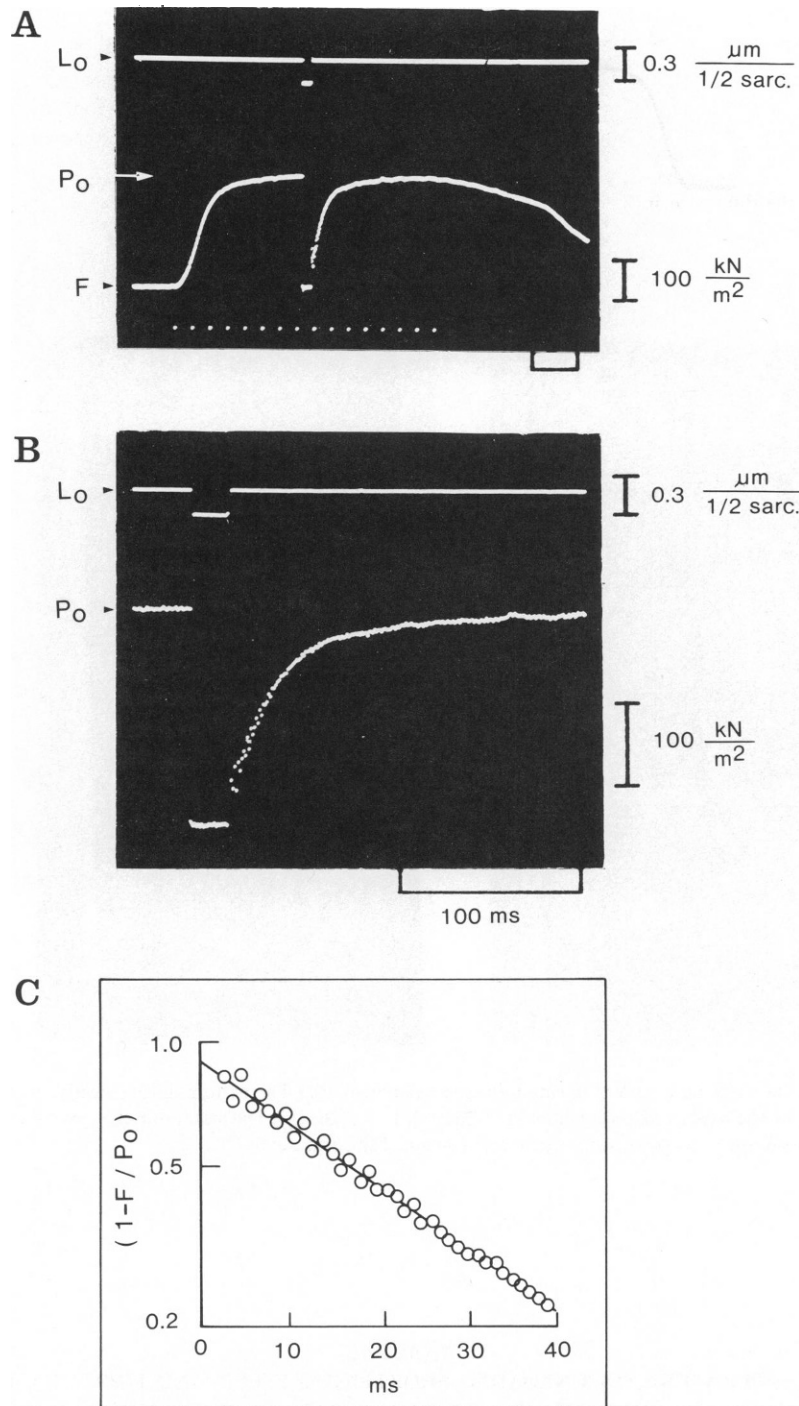 A
Lo
0.3 μm
1/2 sarc.
Po
F
100 kN
m2
B
Lo
0.3 μm
1/2 sarc.
Po
100 kN
m2
100 ms
C
1.0
0.5
0.2
(1-F / Po)
0
10
20
30
40
ms